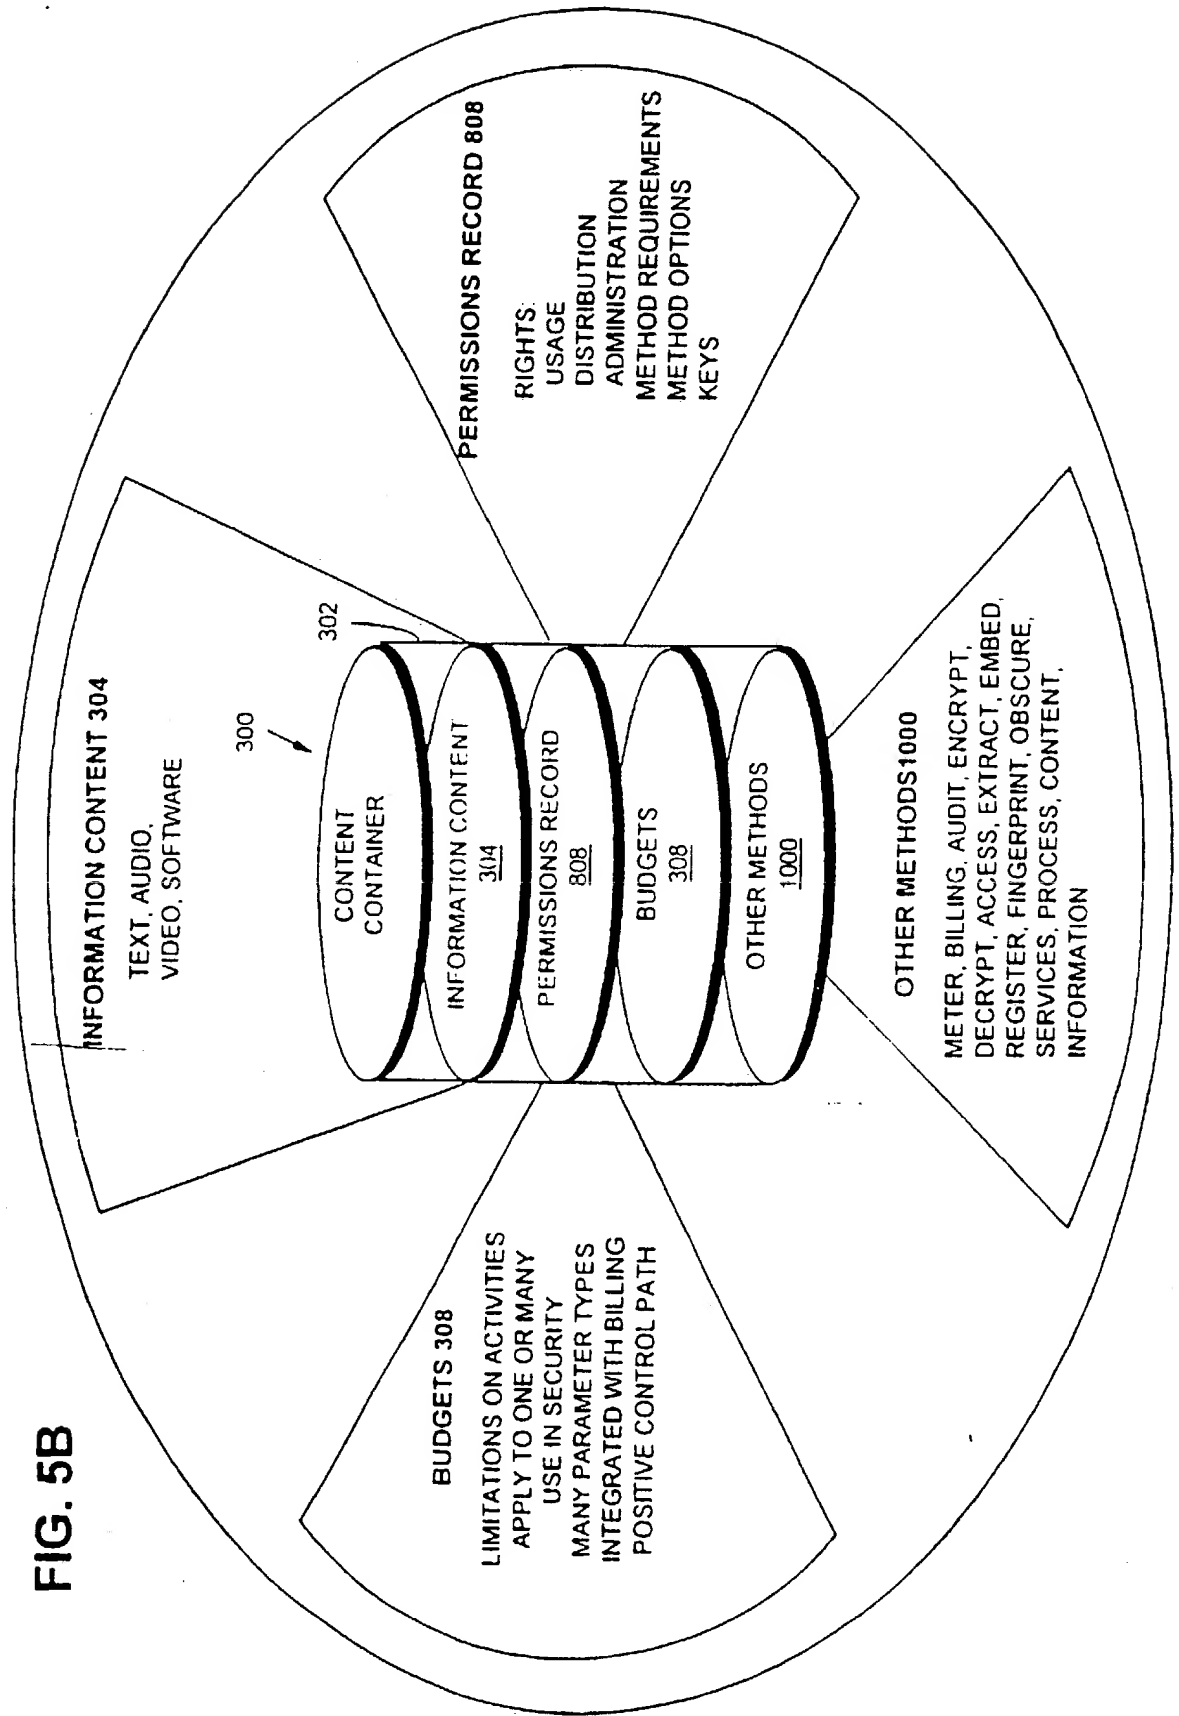 FIG. 5B
INFORMATION CONTENT 304
TEXT, AUDIO,
VIDEO, SOFTWARE
BUDGETS 308
LIMITATIONS ON ACTIVITIES
APPLY TO ONE OR MANY
USE IN SECURITY
MANY PARAMETER TYPES
INTEGRATED WITH BILLING
POSITIVE CONTROL PATH
300
302
CONTENT
CONTAINER
INFORMATION CONTENT
304
PERMISSIONS RECORD
808
BUDGETS
308
OTHER METHODS
1000
PERMISSIONS RECORD 808
RIGHTS:
USAGE
DISTRIBUTION
ADMINISTRATION
METHOD REQUIREMENTS
METHOD OPTIONS
KEYS
OTHER METHODS1000
METER, BILLING, AUDIT, ENCRYPT,
DECRYPT, ACCESS, EXTRACT, EMBED,
REGISTER, FINGERPRINT, OBSCURE,
SERVICES, PROCESS, CONTENT,
INFORMATION